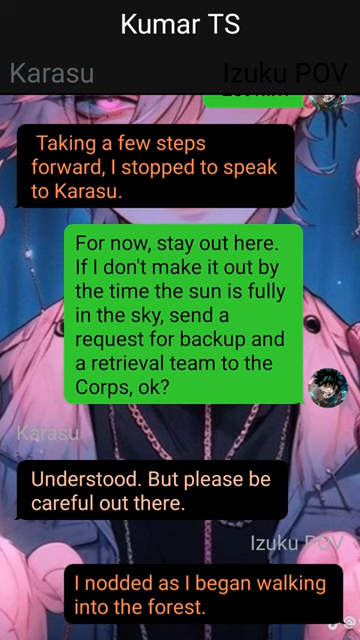 Kumar TS
Karasu
Izuku POV
Taking a few steps
forward, I stopped to speak
to Karasu.
For now, stay out here.
If I don't make it out by
the time the sun is fully
in the sky, send a
request for backup and
a retrieval team to the
Corps, ok?
Karasu
Understood. But please be
careful out there.
Izuku POV
I nodded as I began walking
into the forest.